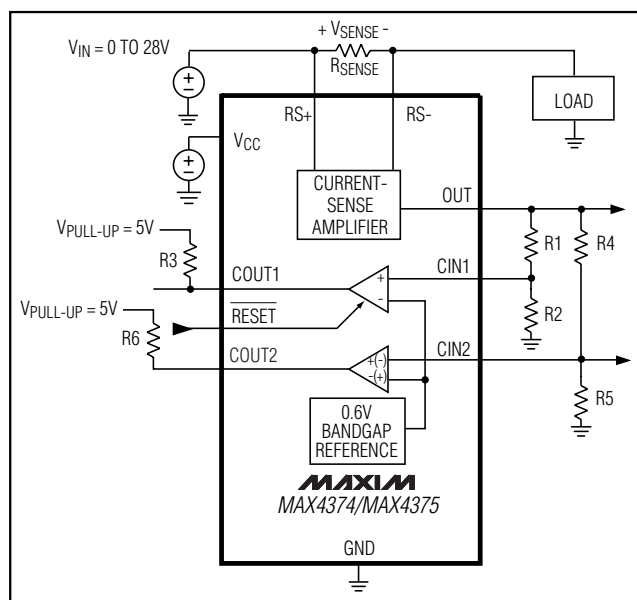 + VSENSE -
VIN = 0 TO 28V
RSENSE
LOAD
RS+
RS-
VCC
CURRENT-
SENSE
AMPLIFIER
OUT
VPULL-UP = 5V
R1
R4
R3
COUT1
CIN1
+
-
R2
VPULL-UP = 5V
RESET
R6
COUT2
CIN2
+(-)
-(+)
R5
0.6V
BANDGAP
REFERENCE
MAXIM
MAX4374/MAX4375
GND